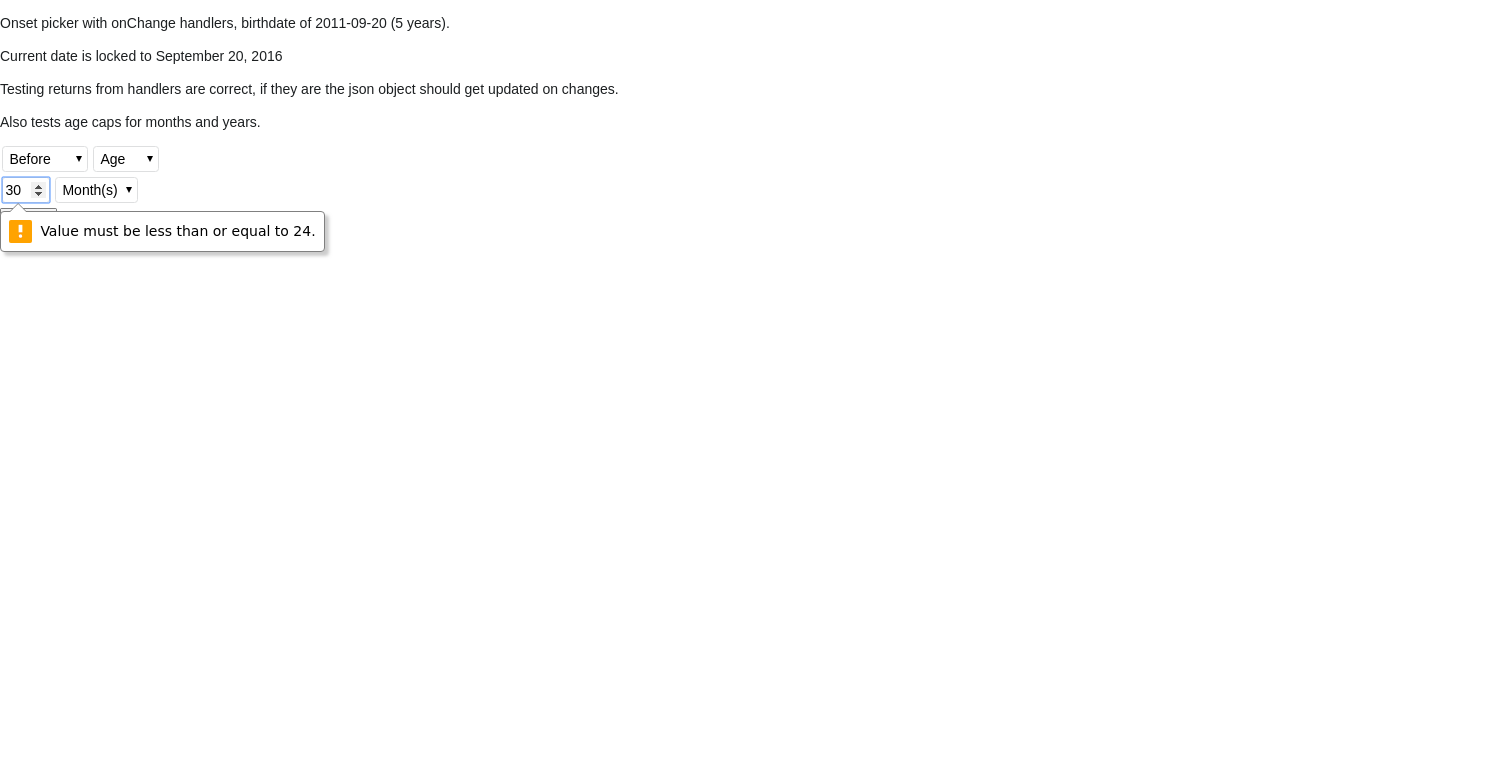 Onset picker with onChange handlers, birthdate of 2011-09-20 (5 years).
Current date is locked to September 20, 2016
Testing returns from handlers are correct, if they are the json object should get updated on changes.
Also tests age caps for months and years.
Before Age
30 Month(s)
Value must be less than or equal to 24.